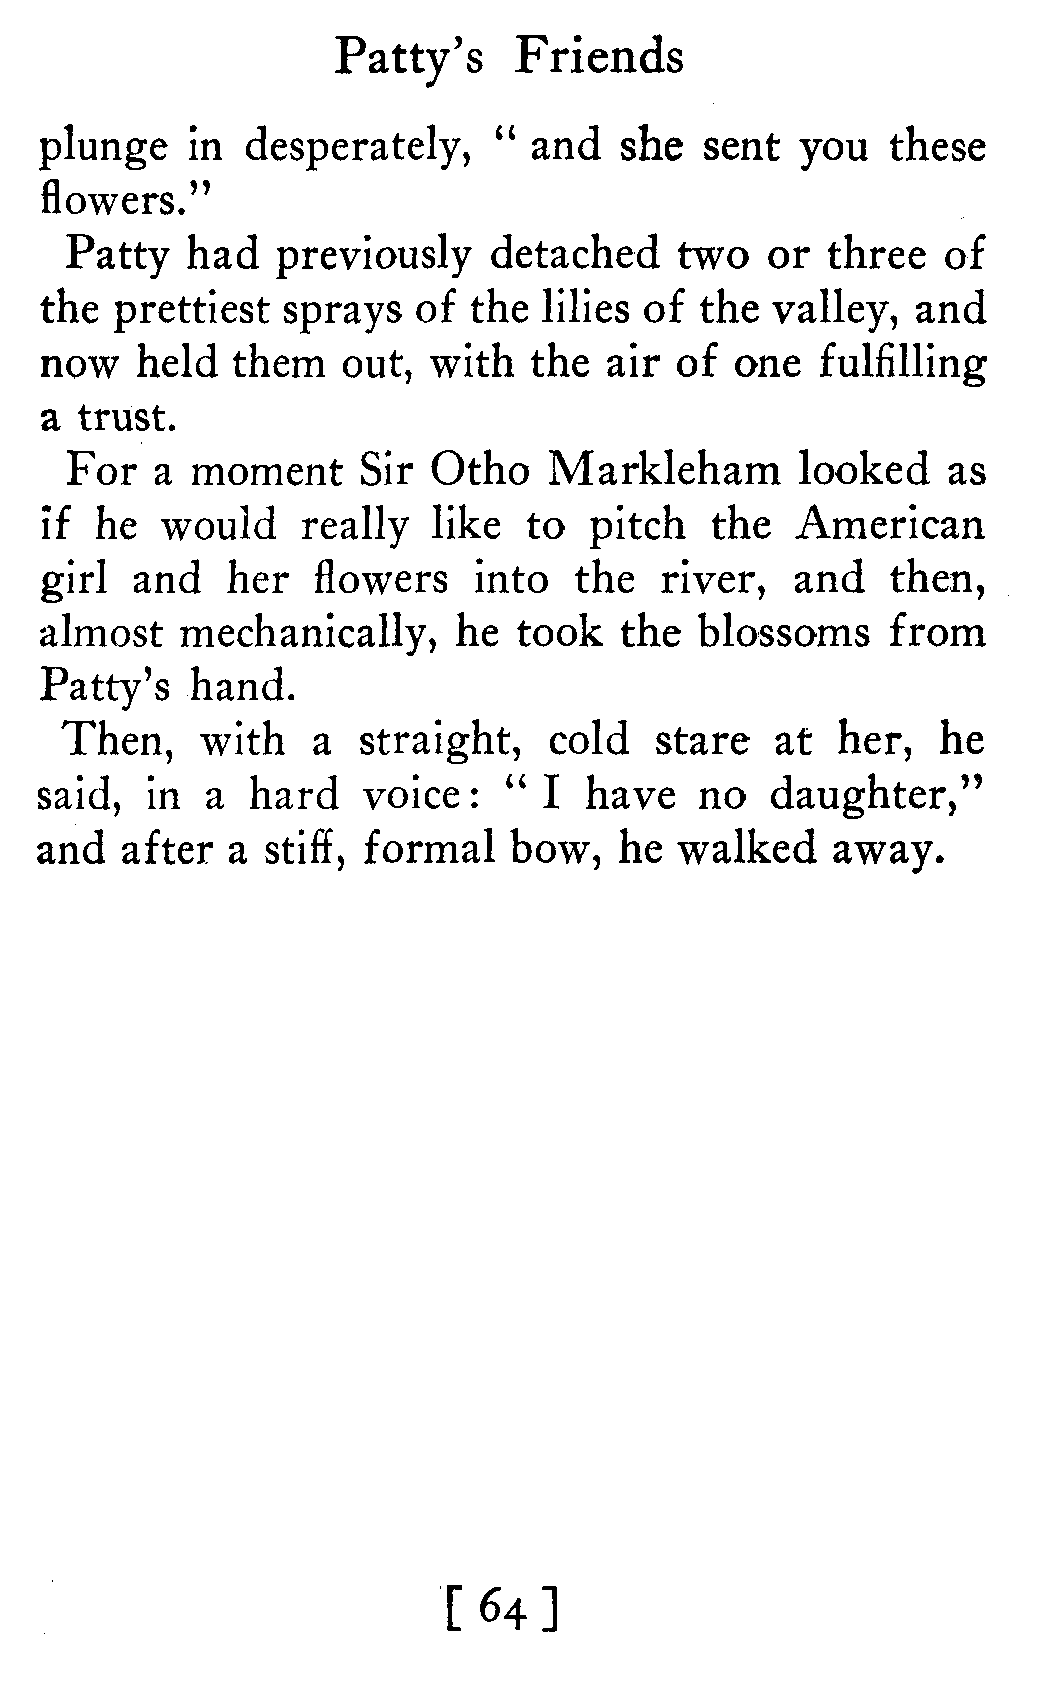 Patty's Friends
plunge in desperately, " and she sent you these
flowers."
Patty had previously detached two or three of
the prettiest sprays of the lilies of the valley, and
now held them out, with the air of one fulfilling
a trust.
For a moment Sir Otho Markleham looked as
if he would really like to pitch the American
girl and her flowers into the river, and then,
almost mechanically, he took the blossoms from
Patty's hand.
Then, with a straight, cold stare at her, he
said, in a hard voice: " I have no daughter,"
and after a stiff, formal bow, he walked away.
[ 64 ]